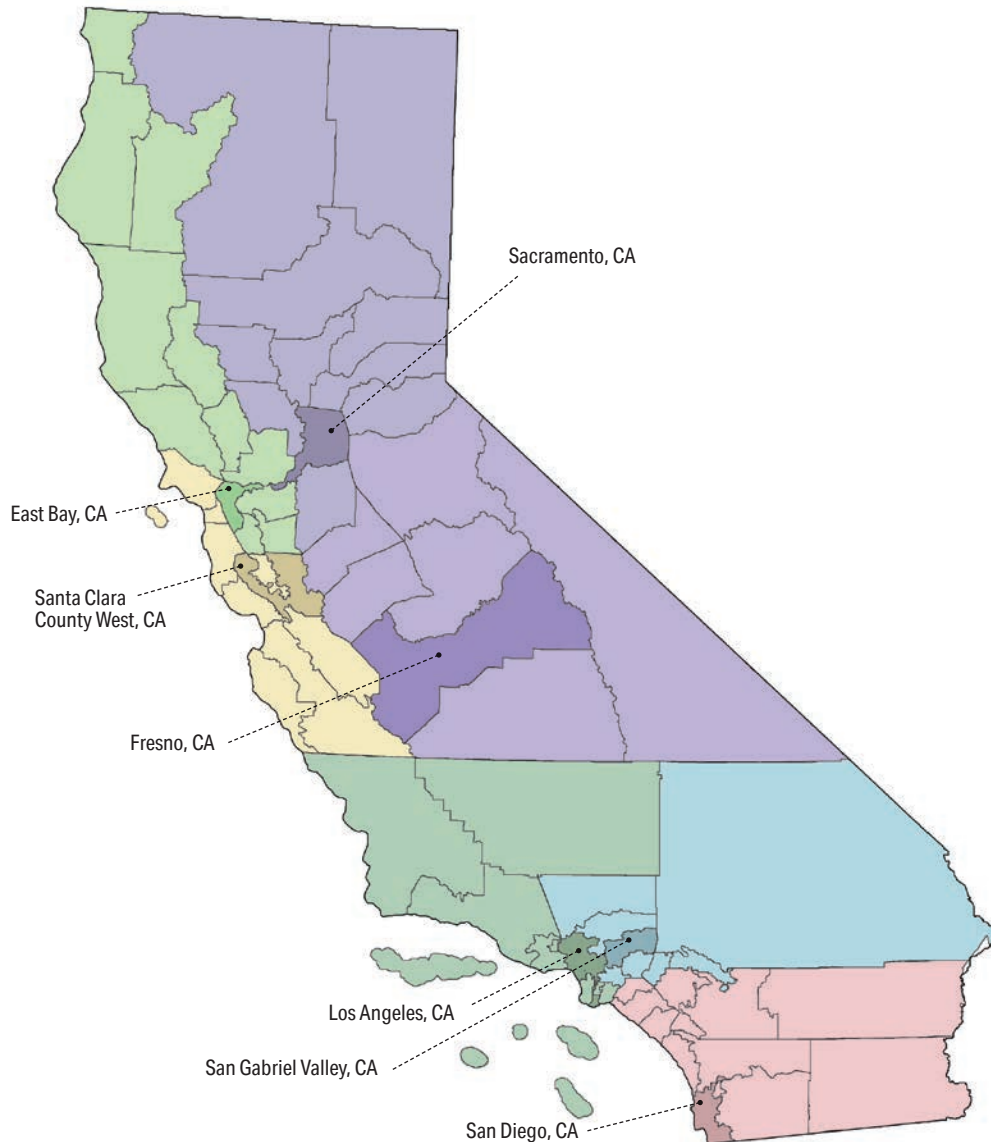 Sacramento, CA
East Bay, CA
Santa Clara
County West, CA
Fresno, CA
Los Angeles, CA
San Gabriel Valley, CA
San Diego, CA